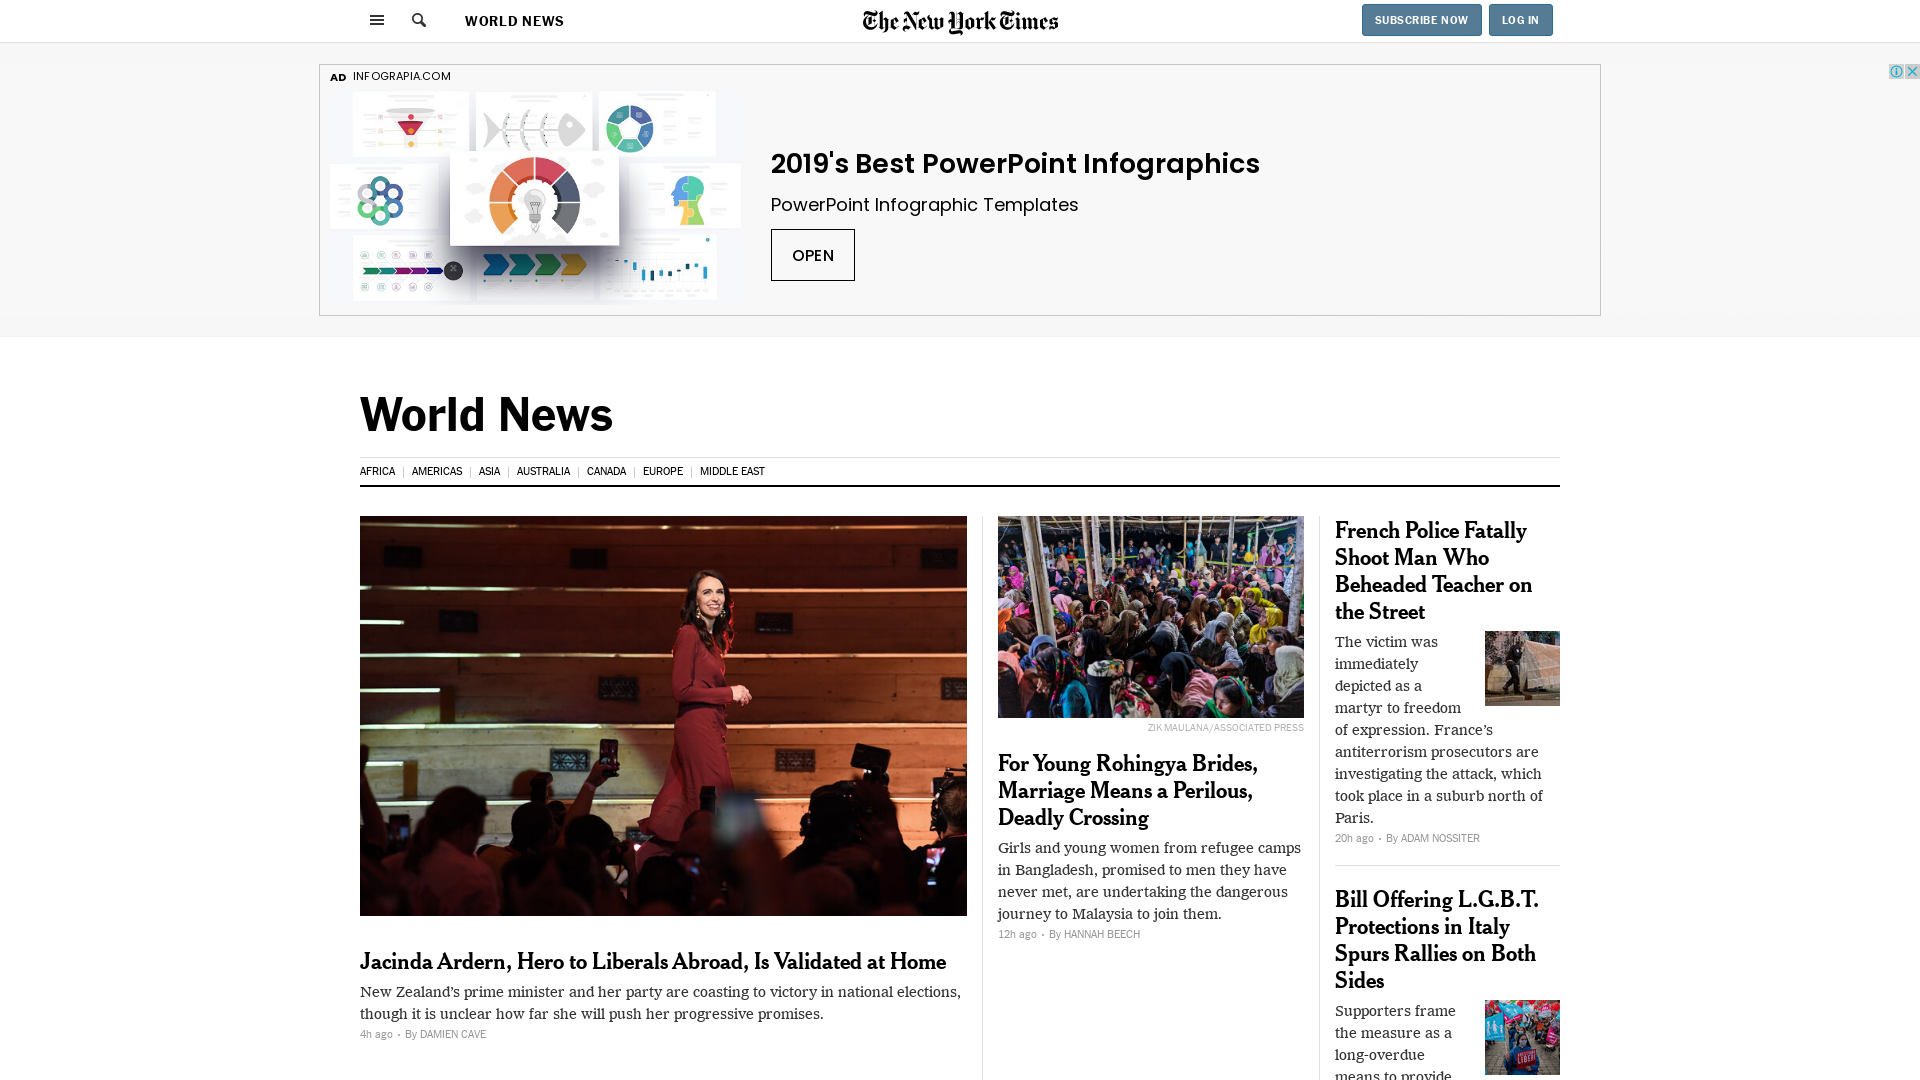 WORLD NEWS
The New York Times
SUBSCRIBE NOW
LOG IN
AD INFOGRAPIA.COM
2019's Best PowerPoint Infographics
PowerPoint Infographic Templates
OPEN
World News
AFRICA
AMERICAS
ASIA
AUSTRALIA
CANADA
EUROPE
MIDDLE EAST
Jacinda Ardern, Hero to Liberals Abroad, Is Validated at Home
New Zealand’s prime minister and her party are coasting to victory in national elections,
though it is unclear how far she will push her progressive promises.
4h ago • By DAMIEN CAVE
ZIK MAULANA/ASSOCIATED PRESS
For Young Rohingya Brides,
Marriage Means a Perilous,
Deadly Crossing
Girls and young women from refugee camps
in Bangladesh, promised to men they have
never met, are undertaking the dangerous
journey to Malaysia to join them.
12h ago • By HANNAH BEECH
French Police Fatally
Shoot Man Who
Beheaded Teacher on
the Street
The victim was
immediately
depicted as a
martyr to freedom
of expression. France’s
antiterrorism prosecutors are
investigating the attack, which
took place in a suburb north of
Paris.
20h ago • By ADAM NOSSITER
Bill Offering L.G.B.T.
Protections in Italy
Spurs Rallies on Both
Sides
Supporters frame
the measure as a
long-overdue
means to provide